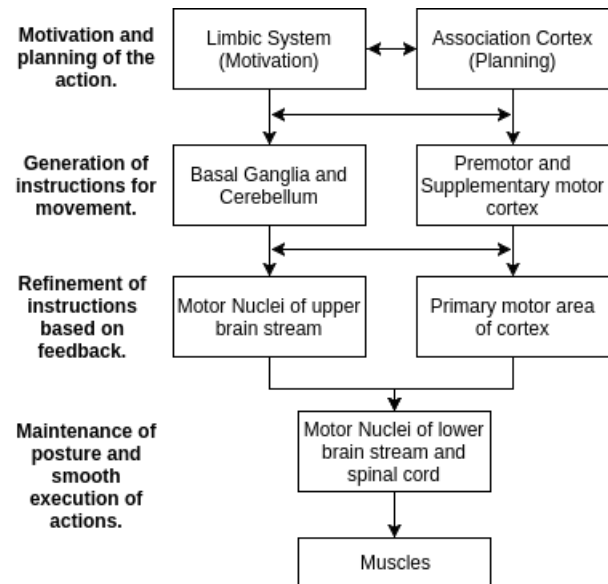 Motivation and
planning of the
action.
Limbic System
(Motivation)
Association Cortex
(Planning)
Generation of
instructions for
movement.
Basal Ganglia and
Cerebellum
Premotor and
Supplementary motor
cortex
Refinement of
instructions
based on
feedback.
Motor Nuclei of upper
brain stream
Primary motor area
of cortex
Maintenance of
posture and
smooth
execution of
actions.
Motor Nuclei of lower
brain stream and
spinal cord
Muscles